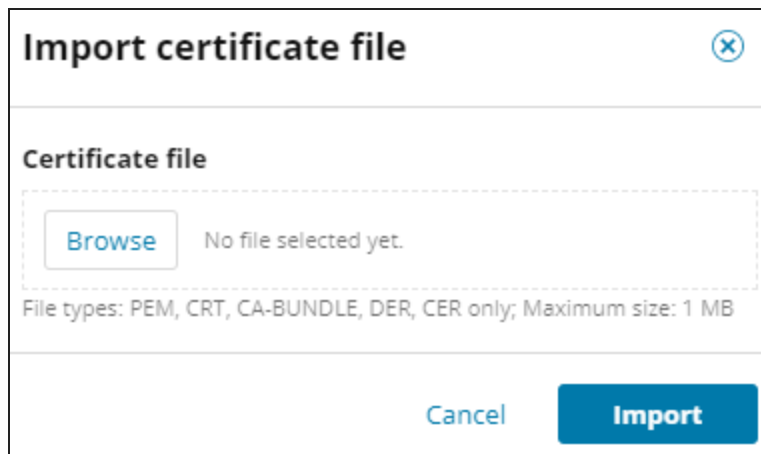 Import certificate file
Certificate file
Browse No file selected yet.
File types: PEM, CRT, CA-BUNDLE, DER, CER only; Maximum size: 1 MB
Cancel Import